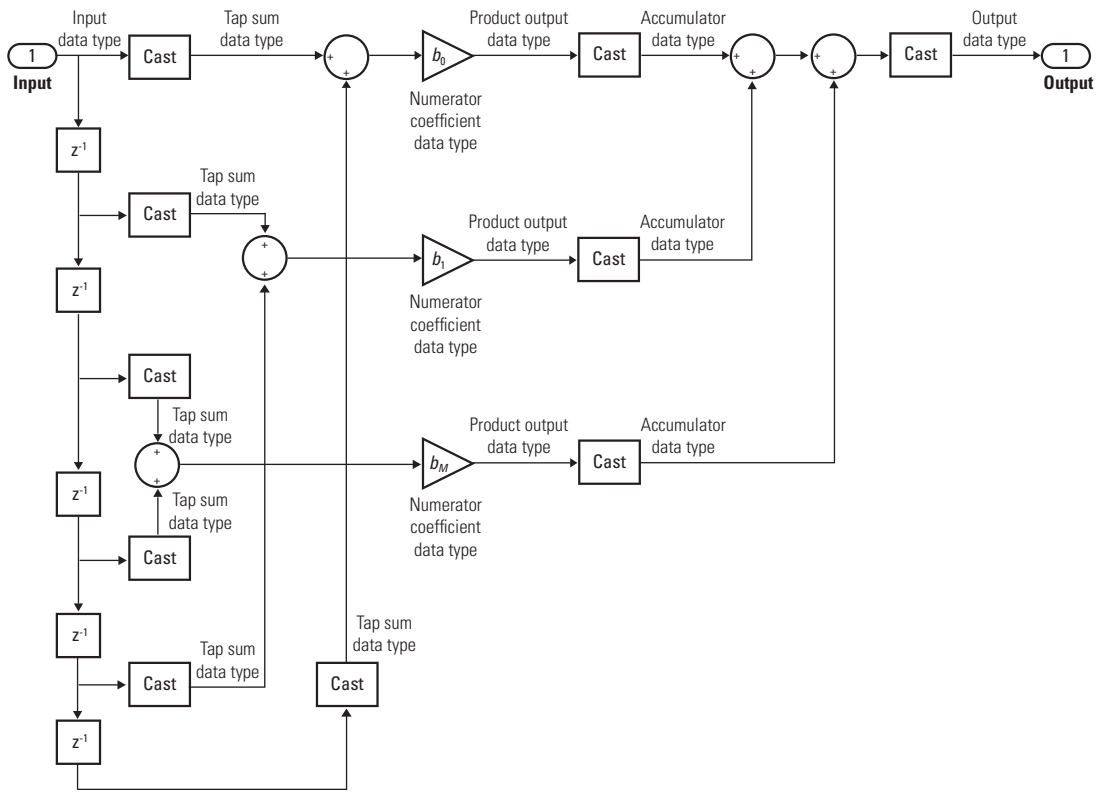 Input
data type
Tap sum
data type
Product output
data type
Accumulator
data type
Output
data type
1
Input
Cast
+
+
b0
Cast
+
+
+
+
Cast
1
Output
Numerator
coefficient
data type
z-1
Tap sum
data type
Cast
+
+
Product output
data type
Accumulator
data type
b1
Cast
z-1
Numerator
coefficient
data type
Cast
Tap sum
data type
+
+
Product output
data type
Accumulator
data type
bM
Cast
z-1
Tap sum
data type
Numerator
coefficient
data type
Cast
z-1
Tap sum
data type
Tap sum
data type
Cast
Cast
z-1